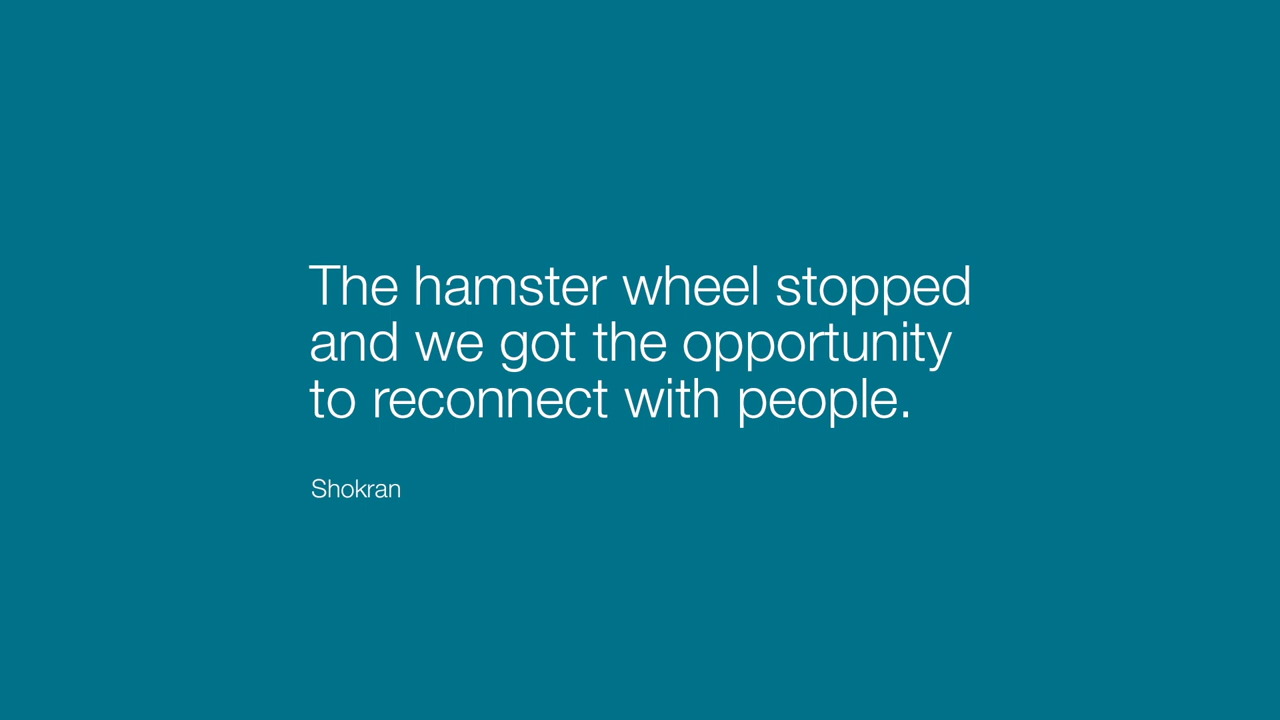 The hamster wheel stopped
and we got the opportunity
to reconnect with people.
Shokran